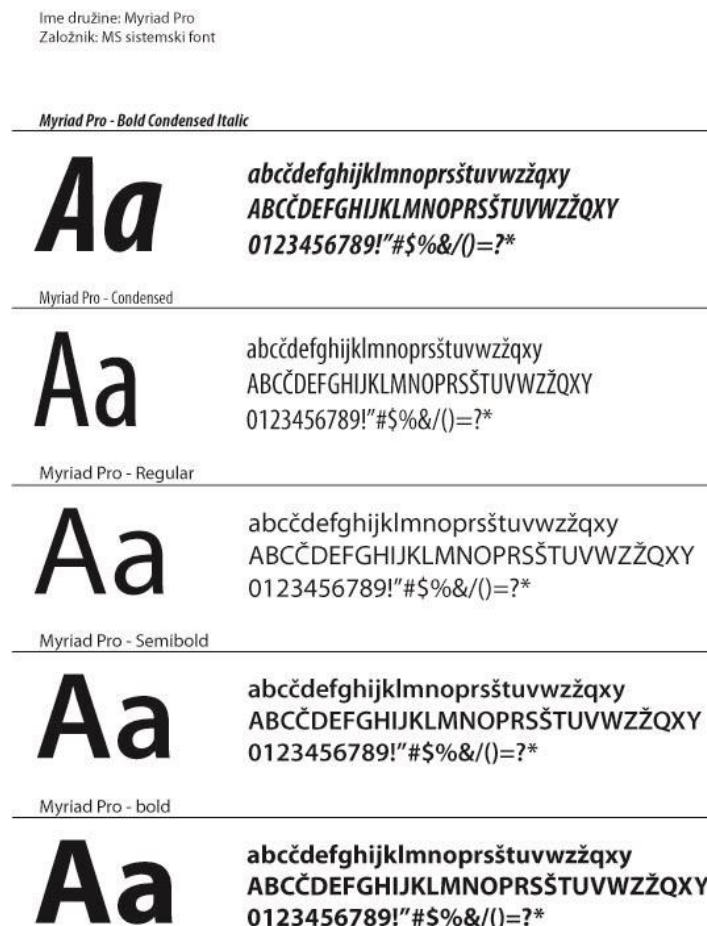 Ime družine: Myriad Pro
Založnik: MS sistemski font
Myriad Pro - Bold Condensed Italic
Aa
abcčdefghijklmnoprsštuvwzžqxy
ABCČDEFGHIJKLMNOPRSŠTUVWZŽQXY
0123456789!"#$%&/()=?*
Myriad Pro - Condensed
Aa
abcčdefghijklmnoprsštuvwzžqxy
ABCČDEFGHIJKLMNOPRSŠTUVWZŽQXY
0123456789!"#$%&/()=?*
Myriad Pro - Regular
Aa
abcčdefghijklmnoprsštuvwzžqxy
ABCČDEFGHIJKLMNOPRSŠTUVWZŽQXY
0123456789!"#$%&/()=?*
Myriad Pro - Semibold
Aa
abcčdefghijklmnoprsštuvwzžqxy
ABCČDEFGHIJKLMNOPRSŠTUVWZŽQXY
0123456789!"#$%&/()=?*
Myriad Pro - bold
Aa
abcčdefghijklmnoprsštuvwzžqxy
ABCČDEFGHIJKLMNOPRSŠTUVWZŽQXY
0123456789!"#$%&/()=?*